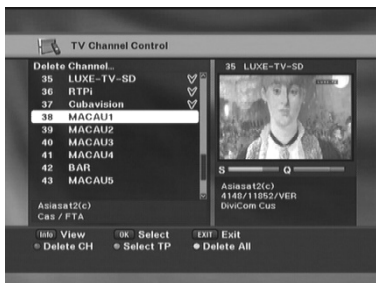 TV Channel Control
Delete Channel...
35 LUXE-TV-SD
36 RTPi
37 Cubavision
38 MACAU1
39 MACAU2
40 MACAU3
41 MACAU4
42 BAR
43 MACAU5
Asiasat2(c)
Cas / FTA
35 LUXE-TV-SD
S Q
Asiasat2(c)
4148/11852/VER
DiviCom Cus
Info View OK Select EXIT Exit
Delete CH Select TP Delete All